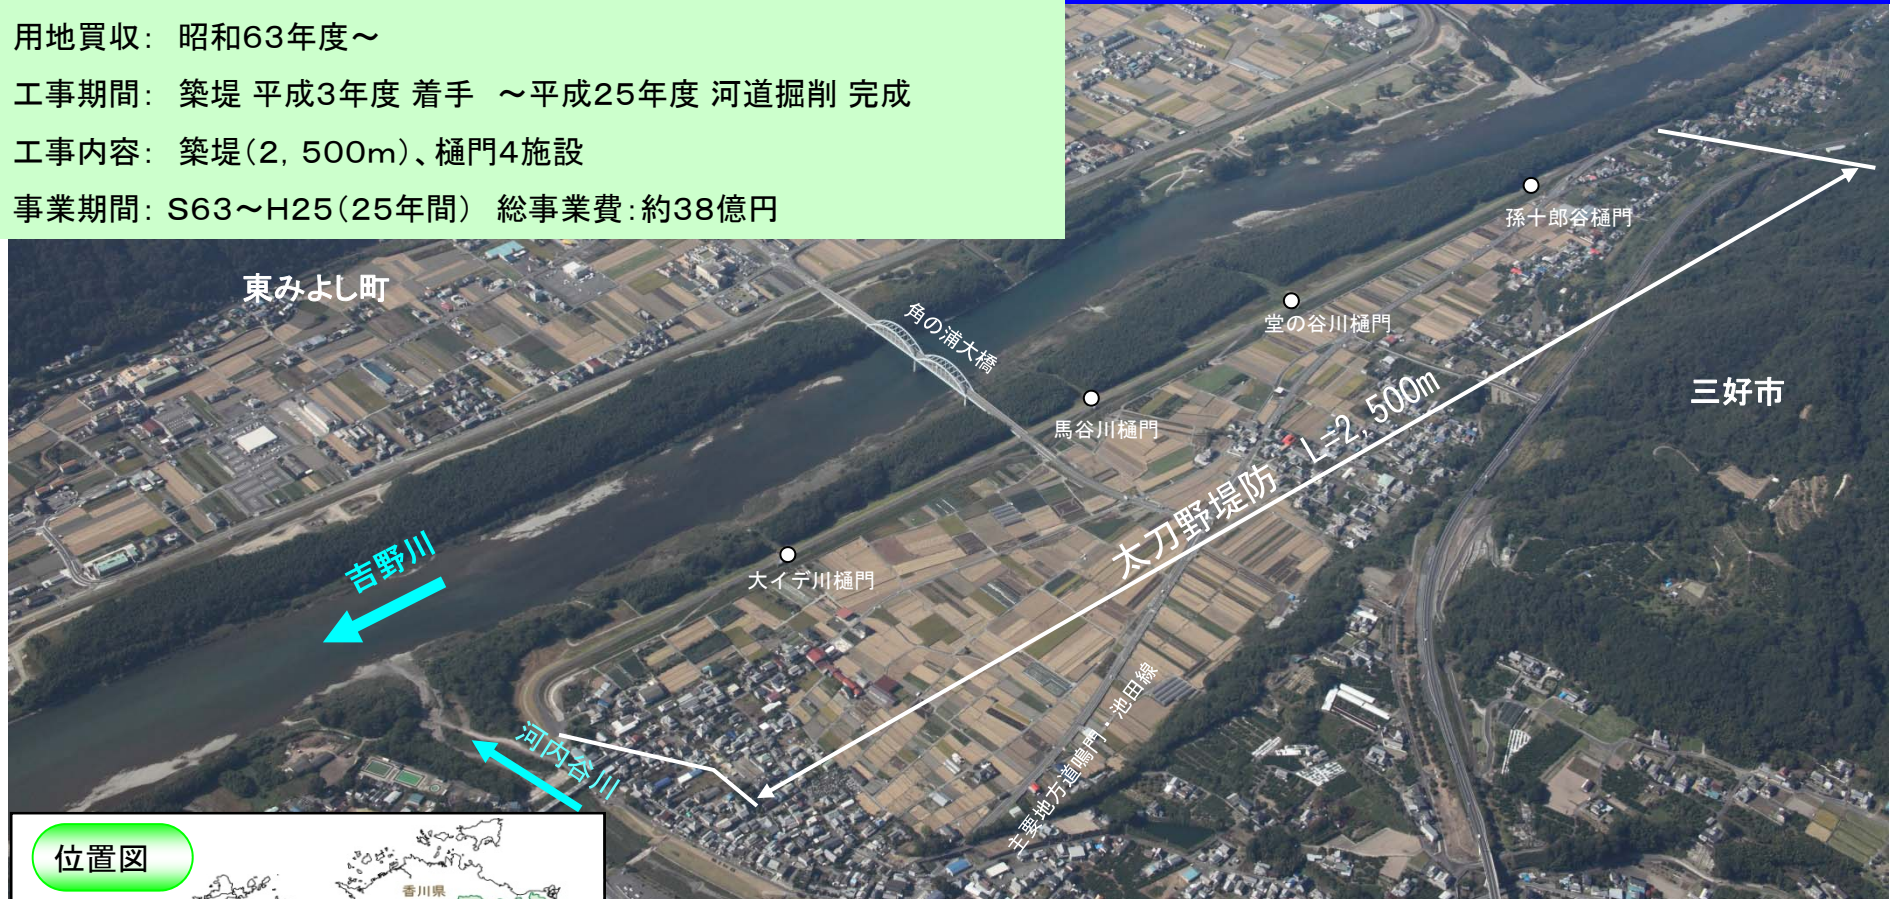 用地買収： 昭和63年度～
工事期間： 築堤 平成3年度 着手 ～平成25年度 河道掘削 完成
工事内容： 築堤（2，500m）、樋門4施設
事業期間： S63～H25（25年間） 総事業費：約38億円
東みよし町
角の浦大橋
孫十郎谷樋門
堂の谷川樋門
馬谷川樋門
三好市
太刀野堤防 L=2，500m
大イデ川樋門
吉野川
河内谷川
主要地方道鳴門・池田線
位置図
香川県